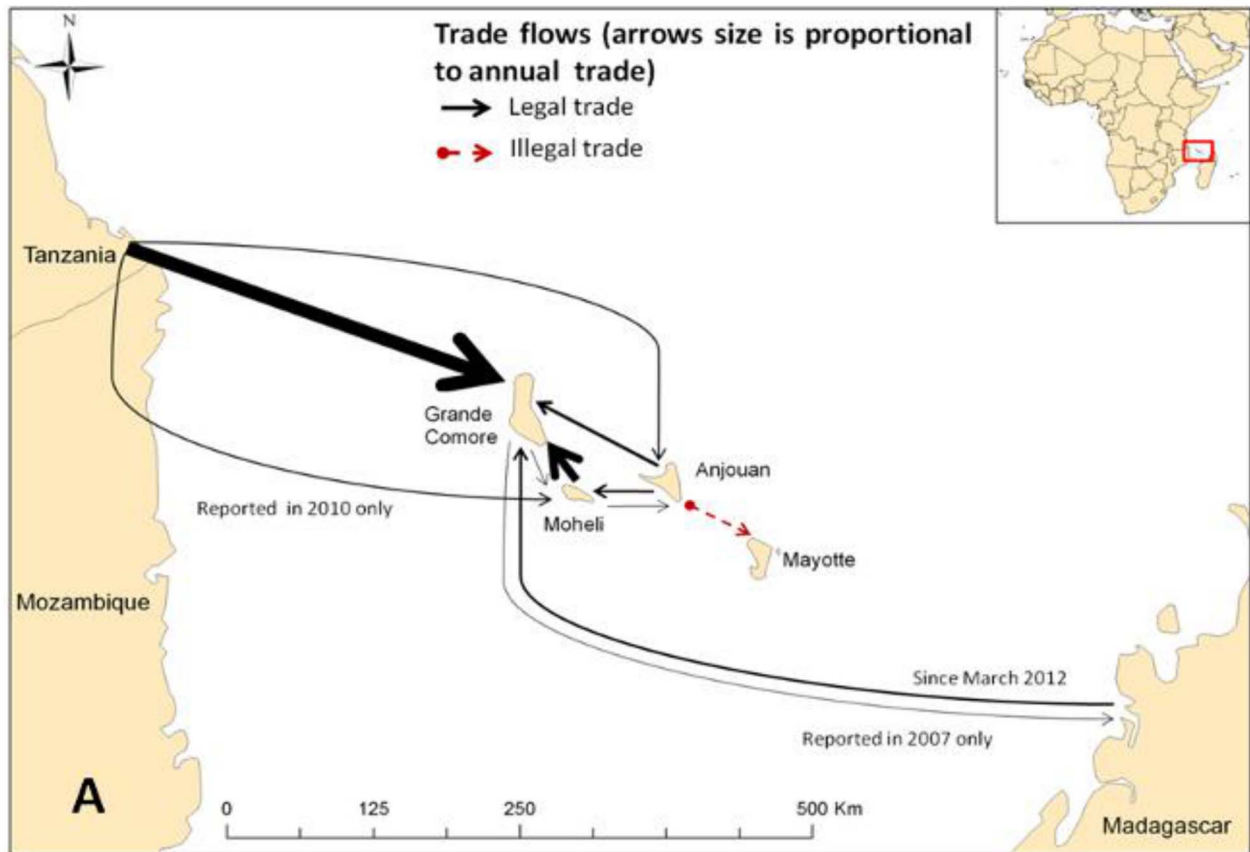 N
Trade flows (arrows size is proportional
to annual trade)
Legal trade
Illegal trade
Tanzania
Grande
Comore
Anjouan
Reported in 2010 only
Moheli
Mayotte
Mozambique
Since March 2012
Reported in 2007 only
A
0 125 250 500 Km
Madagascar